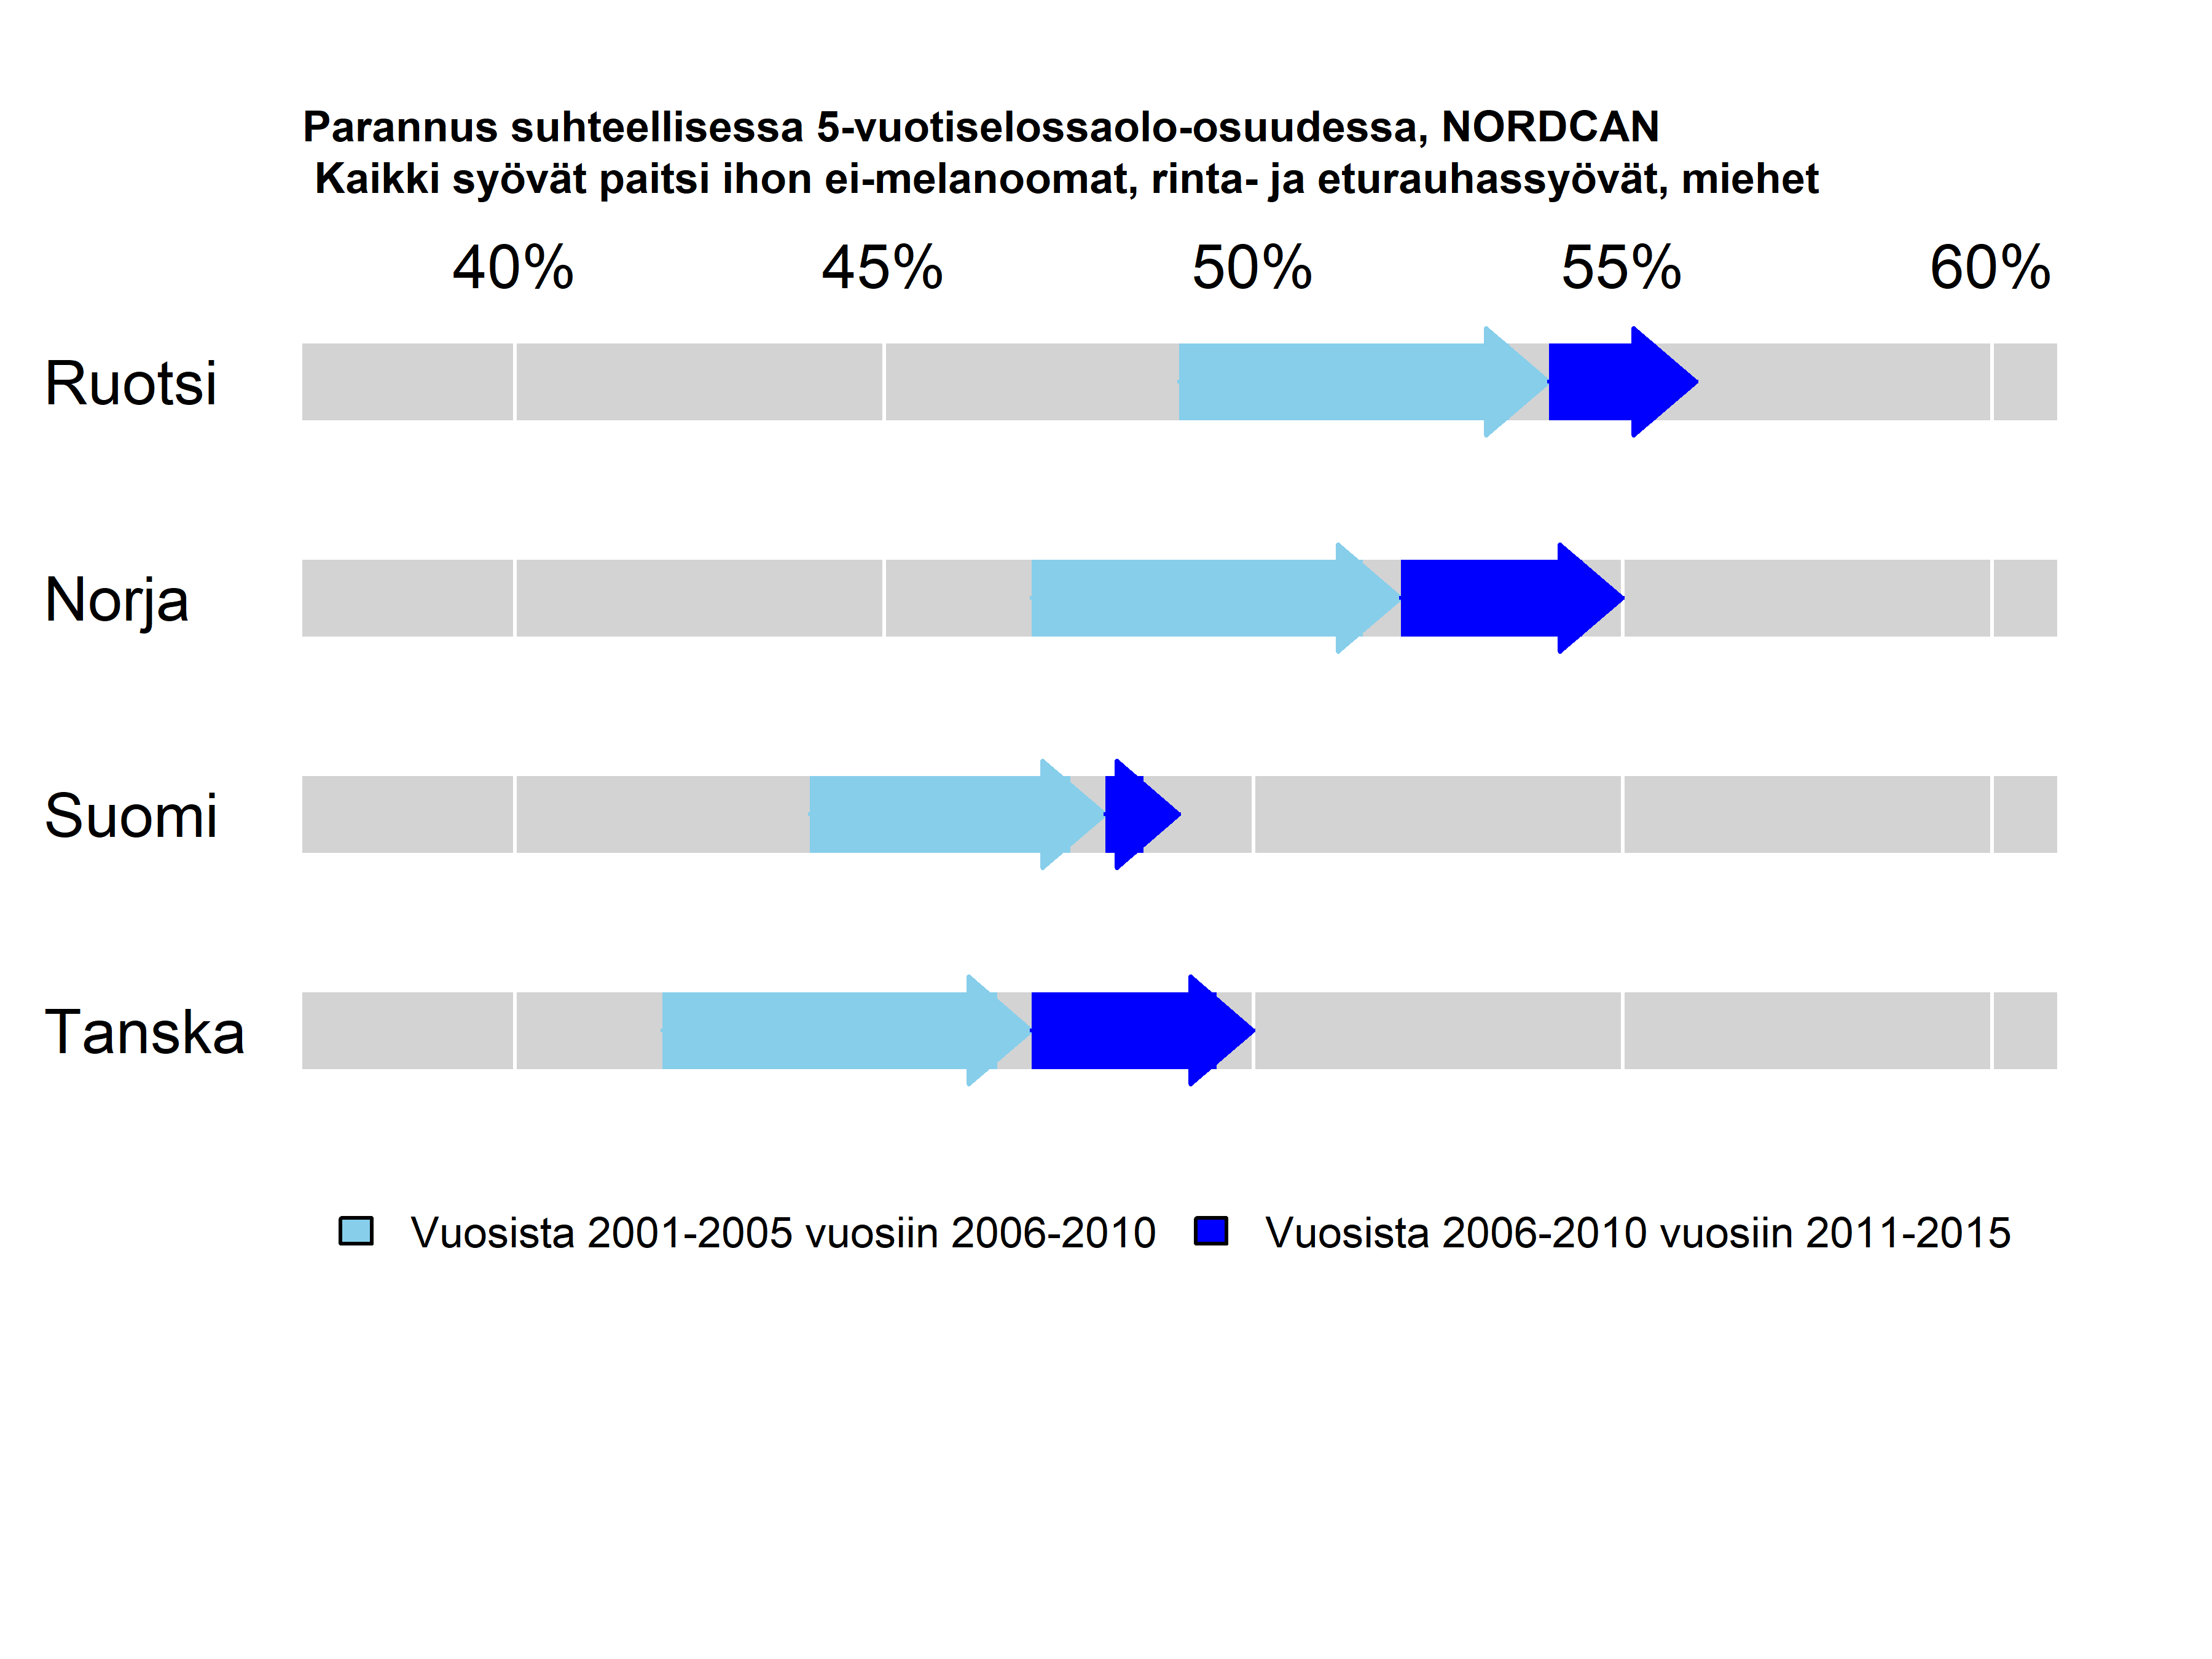 Parannus suhteellisessa 5-vuotiselossaolo-osuudessa, NORDCAN
Kaikki syövät paitsi ihon ei-melanoomat, rinta- ja eturauhassyövät, miehet
40% 45% 50% 55% 60%
Ruotsi
Norja
Suomi
Tanska
Vuosista 2001-2005 vuosiin 2006-2010 Vuosista 2006-2010 vuosiin 2011-2015